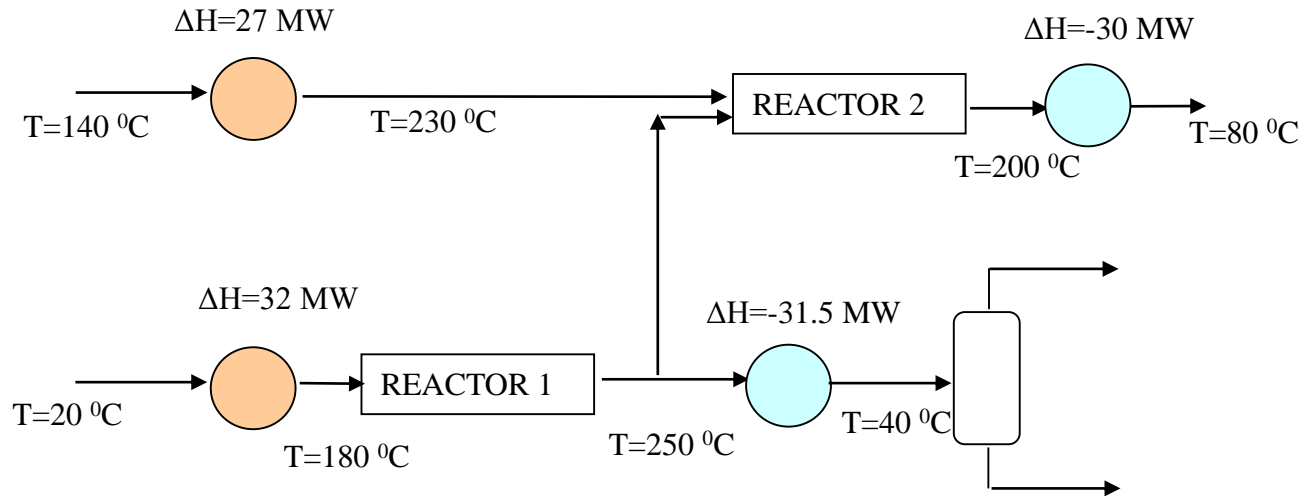 ΔH=27 MW
ΔH=-30 MW
REACTOR 2
T=140 ⁰C
T=230 ⁰C
T=200 ⁰C
T=80 ⁰C
ΔH=32 MW
ΔH=-31.5 MW
REACTOR 1
T=20 ⁰C
T=180 ⁰C
T=250 ⁰C
T=40 ⁰C